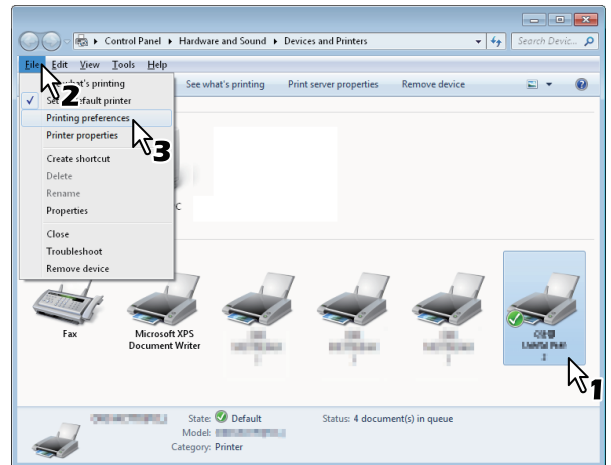 Control Panel ▸ Hardware and Sound ▸ Devices and Printers
Search Devic...
File Edit View Tools Help
See what's printing Print server properties Remove device
what's printing
2
default printer
Printing preferences
3
Printer properties
Create shortcut
Delete
Rename
Properties
C
Close
Troubleshoot
Remove device
Fax
Microsoft XPS
Document Writer
1
State: Default
Status: 4 document(s) in queue
Model:
Category: Printer